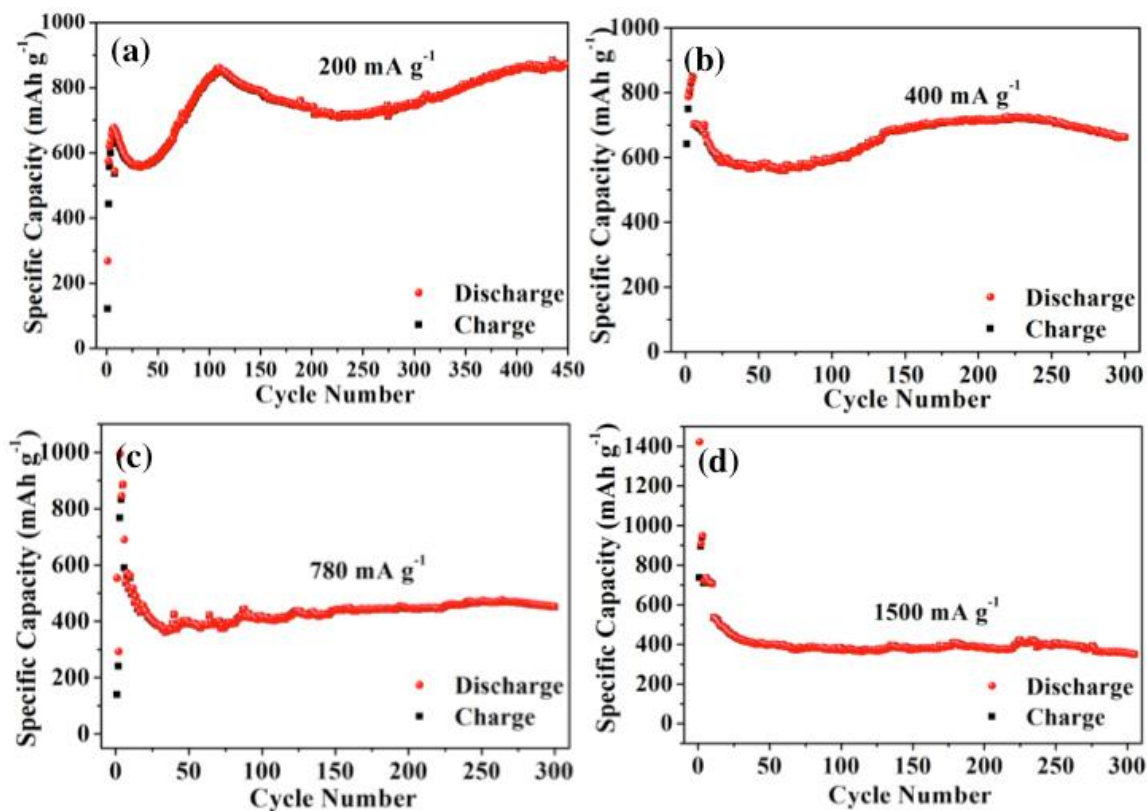 (a)
200 mA g⁻¹
Specific Capacity (mAh g⁻¹)
1000
800
600
400
200
0
Discharge
Charge
0 50 100 150 200 250 300 350 400 450
Cycle Number
(b)
400 mA g⁻¹
Specific Capacity (mAh g⁻¹)
1000
800
600
400
200
0
Discharge
Charge
0 50 100 150 200 250 300
Cycle Number
(c)
780 mA g⁻¹
Specific Capacity (mAh g⁻¹)
1000
800
600
400
200
0
Discharge
Charge
0 50 100 150 200 250 300
Cycle Number
(d)
1500 mA g⁻¹
Specific Capacity (mAh g⁻¹)
1400
1200
1000
800
600
400
200
0
Discharge
Charge
0 50 100 150 200 250 300
Cycle Number